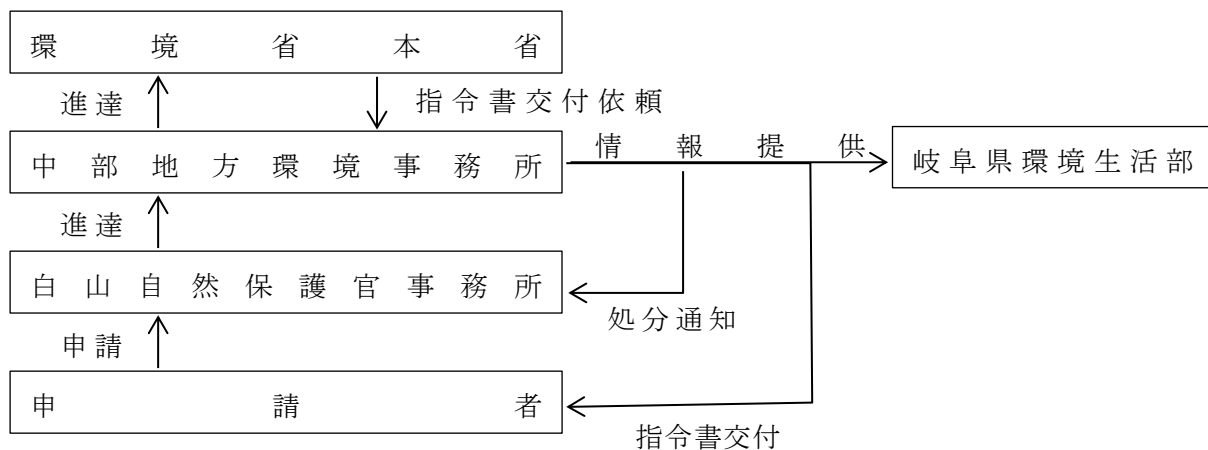 環境省本省
進達
指令書交付依頼
中部地方環境事務所
情報提供
岐阜県環境生活部
進達
白山自然保護官事務所
処分通知
申請
申請者
指令書交付